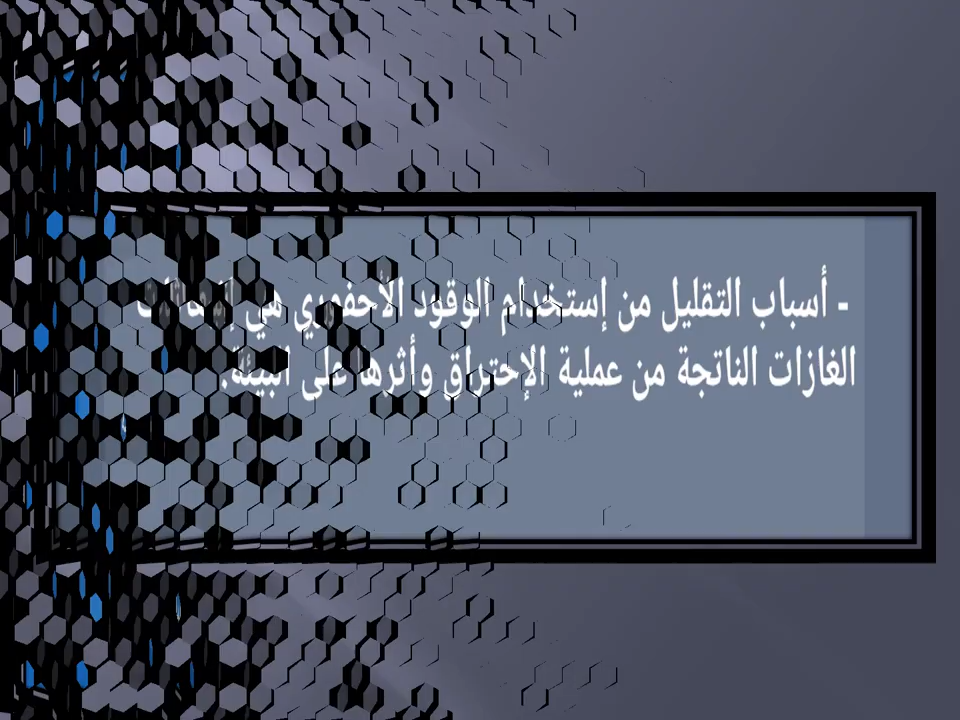 - أسباب التقليل من إستخدام الوقود الأحفوري هي
الغازات الناتجة من عملية الإحتراق وأثرها على البيئة.